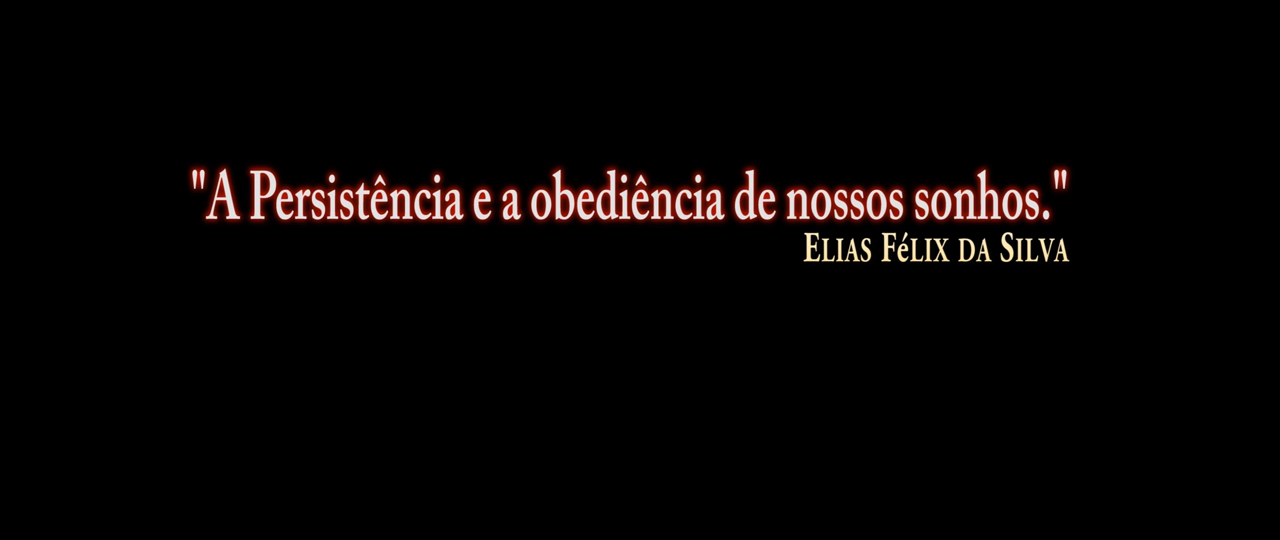 "A Persistência e a obediência de nossos sonhos."
ELIAS FéLIX DA SILVA